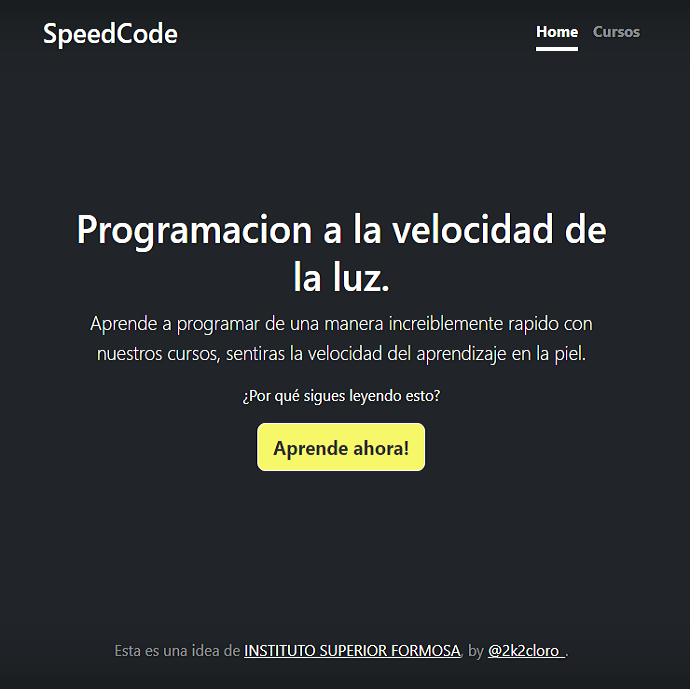 SpeedCode
Home Cursos
Programacion a la velocidad de
la luz.
Aprende a programar de una manera increiblemente rapido con
nuestros cursos, sentiras la velocidad del aprendizaje en la piel.
¿Por qué sigues leyendo esto?
Aprende ahora!
Esta es una idea de INSTITUTO SUPERIOR FORMOSA, by @2k2cloro_.